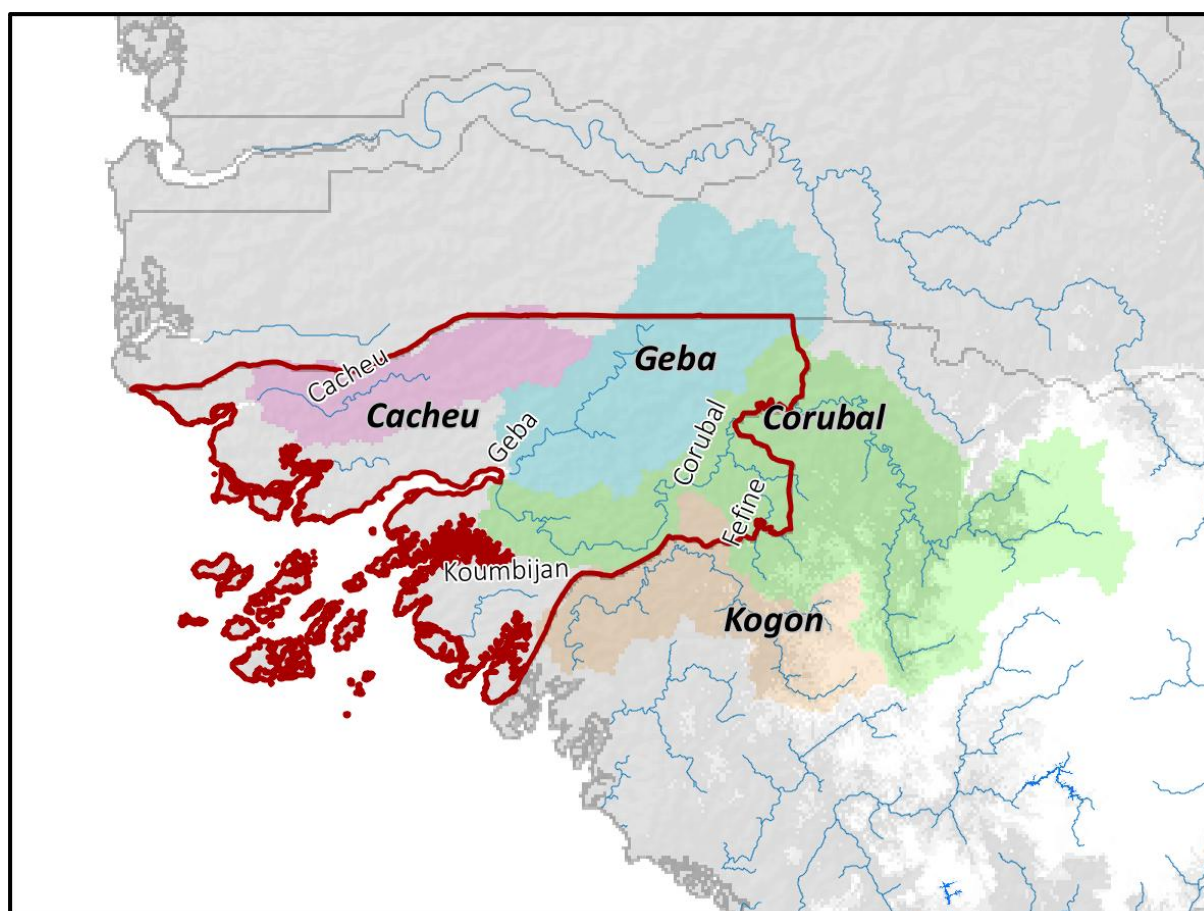 Geba
Cacheu
Cacheu
Corubal
Geba
Corubal
Fefine
Koumbijan
Kogon